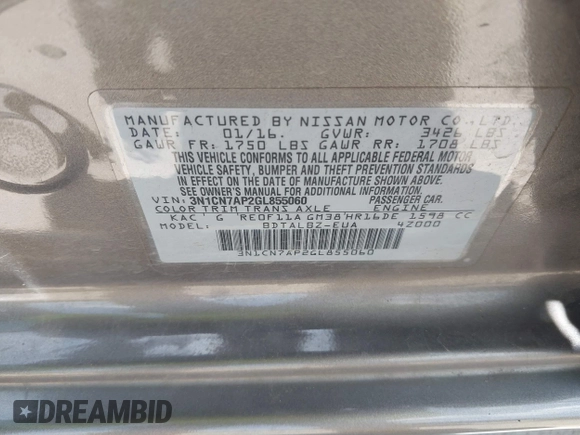 MANUFACTURED BY NISSAN MOTOR CO., LTD.
DATE: 01/16. GVWR: 3426 LBS
GAWR FR: 1750 LBS GAWR RR: 1708 LBS
THIS VEHICLE CONFORMS TO ALL APPLICABLE FEDERAL MOTOR
VEHICLE SAFETY, BUMPER AND THEFT PREVENTION STANDARDS
IN EFFECT ON THE DATE OF MANUFACTURE SHOWN ABOVE.
SEE OWNER'S MANUAL FOR ADDITIONAL INFORMATION.
VIN: 3N1CN7AP2GL855060 PASSENGER CAR.
COLOR TRIM TRANS AXLE ENGINE
KAC G RE0F11A GM38 HR16DE 1598 CC
MODEL: BDTALBZ-EUA 4Z000
3N1CN7AP2GL855060
DREAMBID